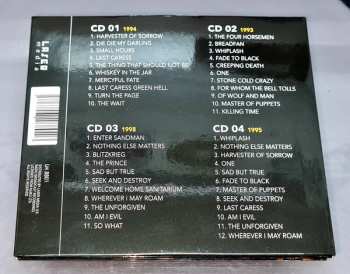 LASER
media
CD 01 1994
1. HARVESTER OF SORROW
2. DIE DIE MY DARLING
3. SMALL HOURS
4. LAST CARESS
5. THE THING THAT SHOULD NOT BE
6. WHISKEY IN THE JAR
7. MERCYFUL FATE
8. LAST CARESS GREEN HELL
9. TURN THE PAGE
10. THE WAIT
CD 02 1993
1. THE FOUR HORSEMEN
2. BREADFAN
3. WHIPLASH
4. FADE TO BLACK
5. CREEPING DEATH
6. ONE
7. STONE COLD CRAZY
8. FOR WHOM THE BELL TOLLS
9. OF WOLF AND MAN
10. MASTER OF PUPPETS
11. KILLING TIME
CD 03 1998
1. ENTER SANDMAN
2. NOTHING ELSE MATTERS
3. BLITZKRIEG
4. THE PRINCE
5. SAD BUT TRUE
6. SEEK AND DESTROY
7. WELCOME HOME SANITARIUM
8. WHEREVER I MAY ROAM
9. THE UNFORGIVEN
10. AM I EVIL
11. SO WHAT
CD 04 1995
1. WHIPLASH
2. NOTHING ELSE MATTERS
3. HARVESTER OF SORROW
4. ONE
5. SAD BUT TRUE
6. FADE TO BLACK
7. MASTER OF PUPPETS
8. SEEK AND DESTROY
9. LAST CARESS
10. AM I EVIL
11. THE UNFORGIVEN
12. WHEREVER I MAY ROAM